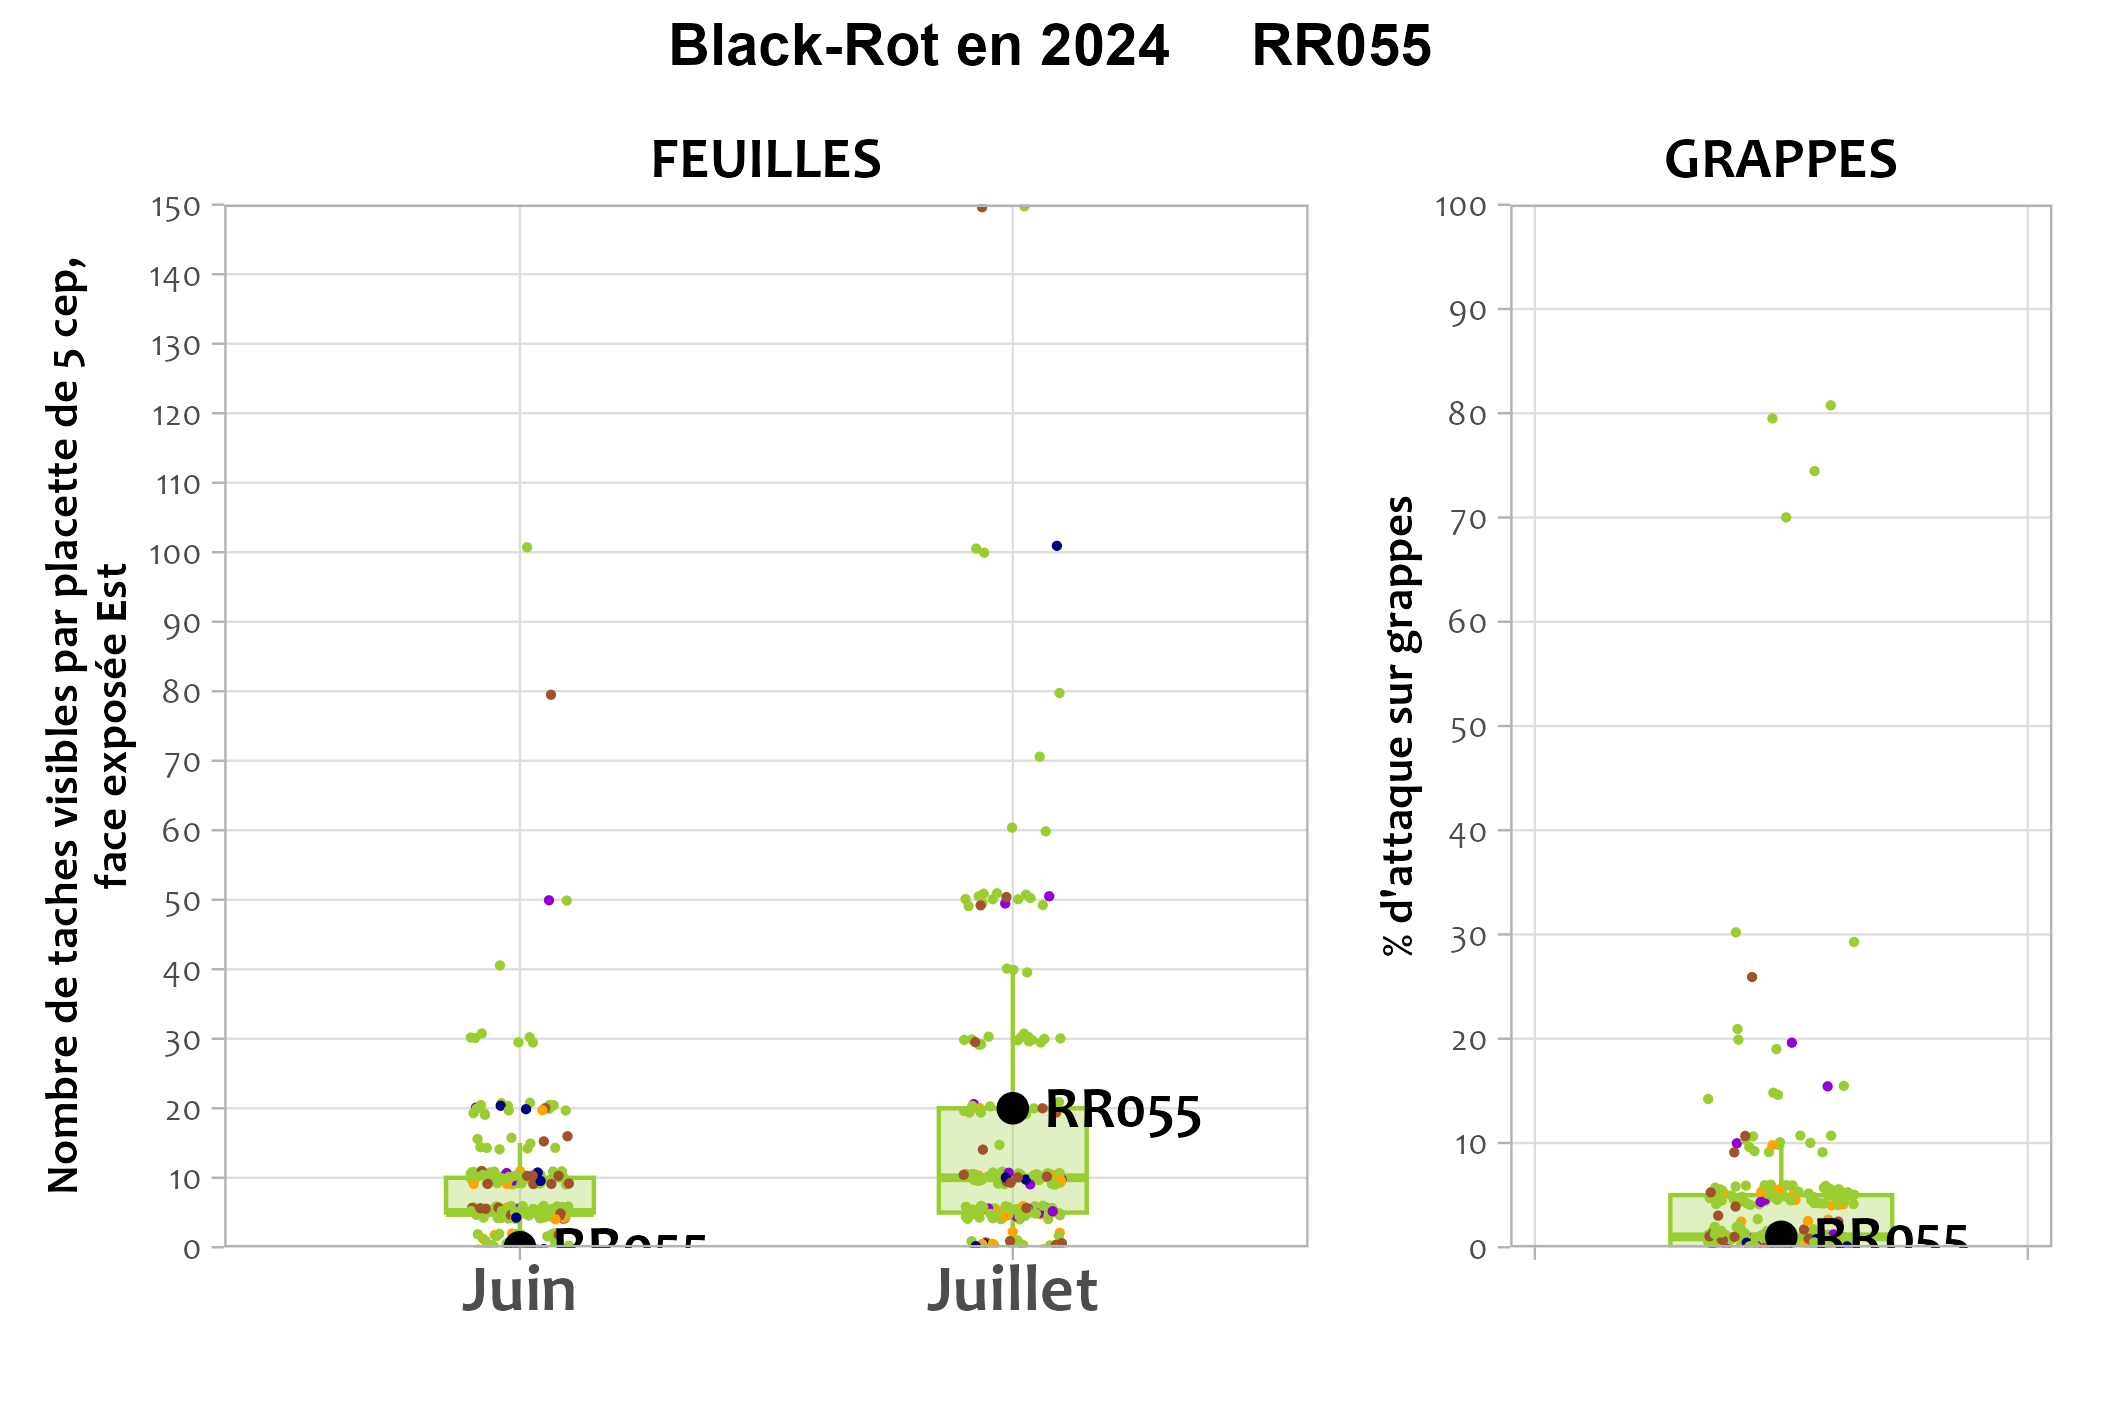 Black-Rot en 2024 RR055
FEUILLES
GRAPPES
Nombre de taches visibles par placette de 5 cep,
face exposée Est
150
140
130
120
110
100
90
80
70
60
50
40
30
20
10
0
RR055
RR055
Juin
Juillet
% d'attaque sur grappes
100
90
80
70
60
50
40
30
20
10
0
RR055